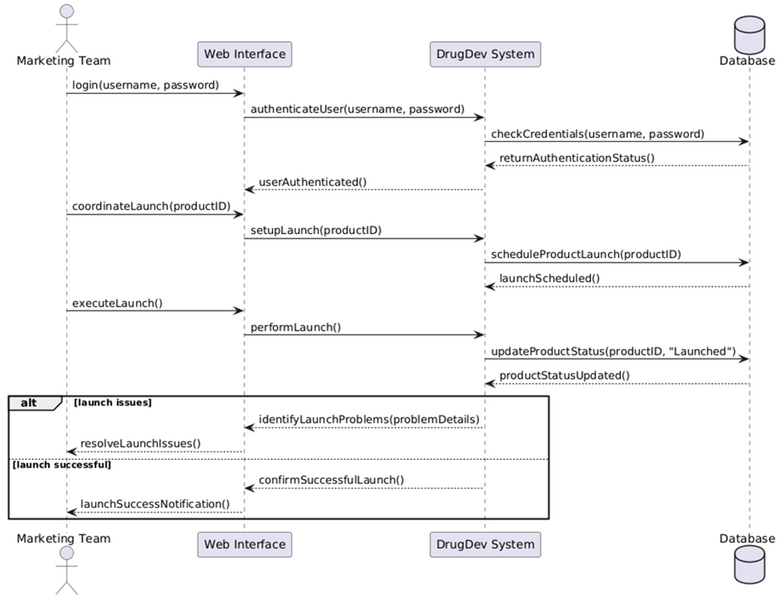 Marketing Team
Web Interface
DrugDev System
Database
login(username, password)
authenticateUser(username, password)
checkCredentials(username, password)
returnAuthenticationStatus()
userAuthenticated()
coordinateLaunch(productID)
setupLaunch(productID)
scheduleProductLaunch(productID)
launchScheduled()
executeLaunch()
performLaunch()
updateProductStatus(productID, "Launched")
productStatusUpdated()
alt [launch issues]
identifyLaunchProblems(problemDetails)
resolveLaunchIssues()
[launch successful]
confirmSuccessfulLaunch()
launchSuccessNotification()
Marketing Team
Web Interface
DrugDev System
Database